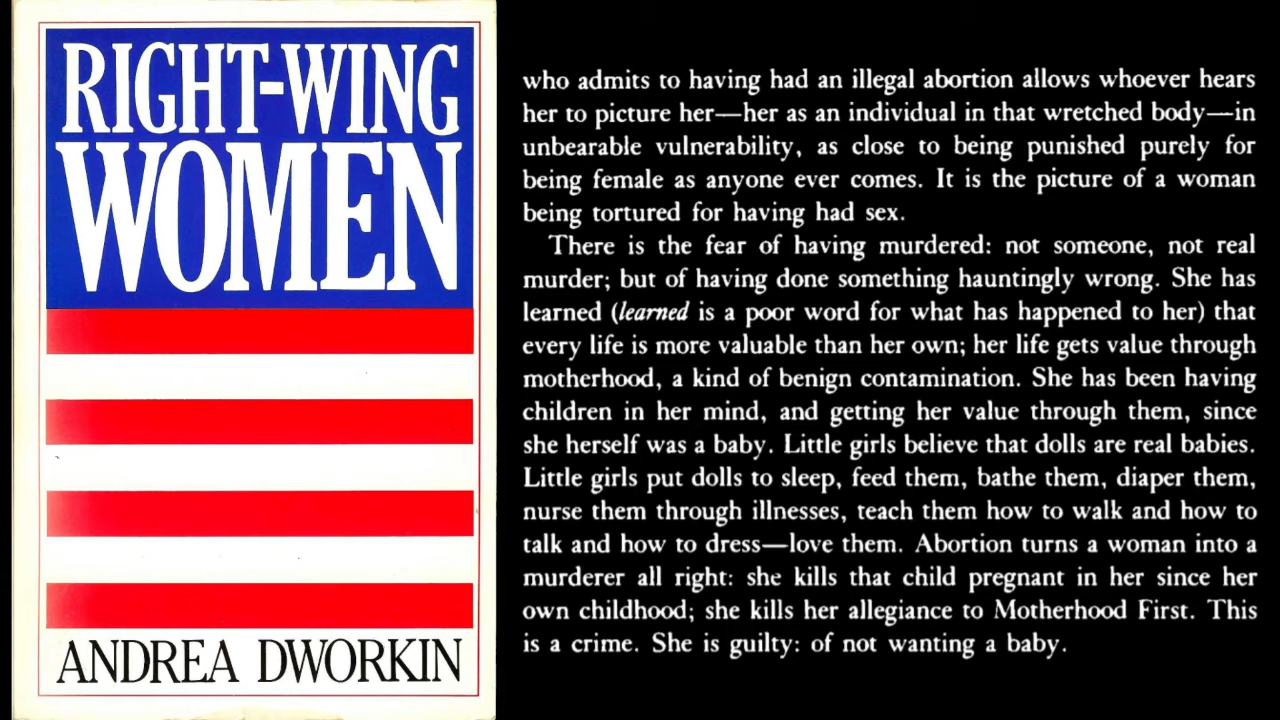 RIGHT-WING
WOMEN
ANDREA DWORKIN
who admits to having had an illegal abortion allows whoever hears
her to picture her—her as an individual in that wretched body—in
unbearable vulnerability, as close to being punished purely for
being female as anyone ever comes. It is the picture of a woman
being tortured for having had sex.
There is the fear of having murdered: not someone, not real
murder; but of having done something hauntingly wrong. She has
learned (learned is a poor word for what has happened to her) that
every life is more valuable than her own; her life gets value through
motherhood, a kind of benign contamination. She has been having
children in her mind, and getting her value through them, since
she herself was a baby. Little girls believe that dolls are real babies.
Little girls put dolls to sleep, feed them, bathe them, diaper them,
nurse them through illnesses, teach them how to walk and how to
talk and how to dress—love them. Abortion turns a woman into a
murderer all right: she kills that child pregnant in her since her
own childhood; she kills her allegiance to Motherhood First. This
is a crime. She is guilty: of not wanting a baby.